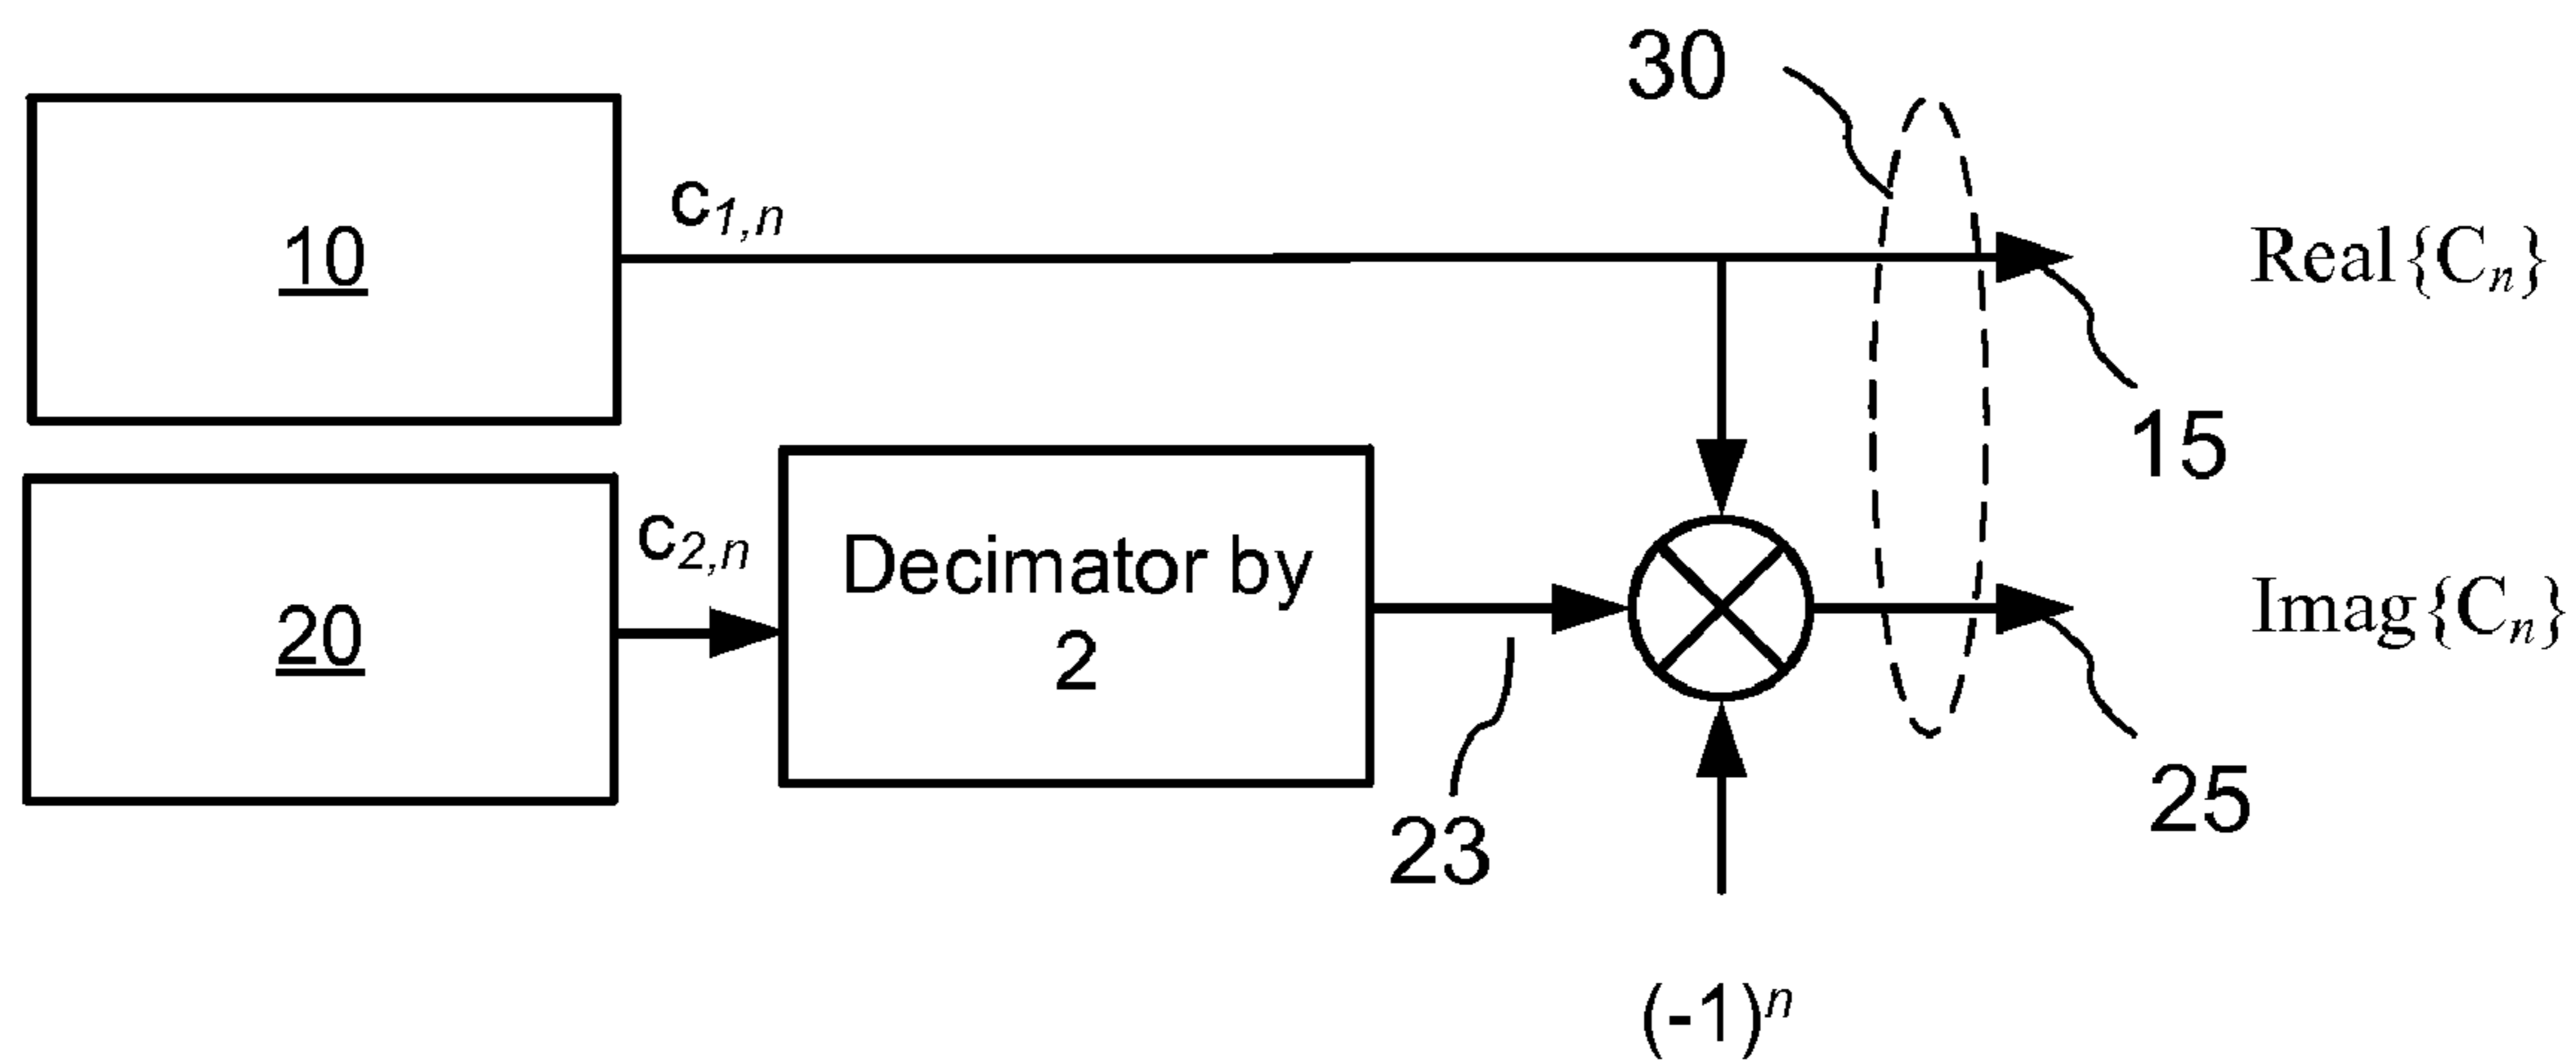 30
10
c1,n
Real{Cn}
15
20
c2,n
Decimator by
2
23
Imag{Cn}
25
(-1)^n